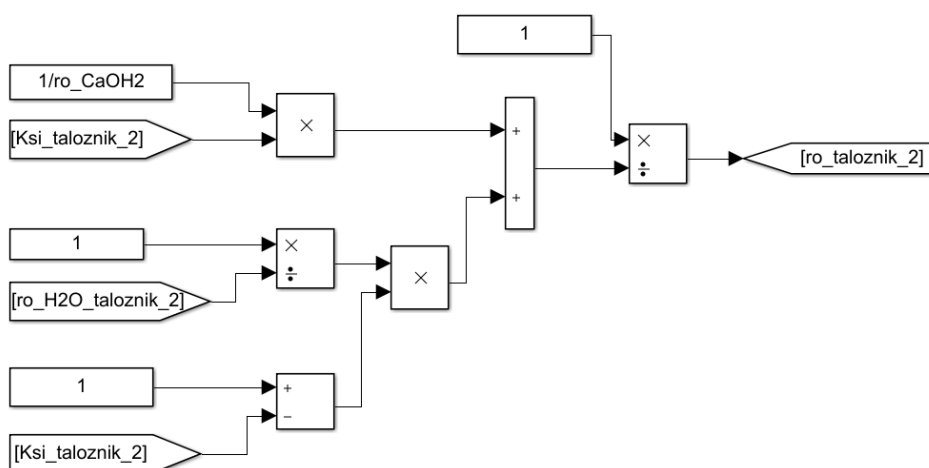 1
1/ro_CaOH2
[Ksi_taloznik_2]
×
+
+
×
÷
[ro_taloznik_2]
1
[ro_H2O_taloznik_2]
×
÷
×
1
[Ksi_taloznik_2]
+
−